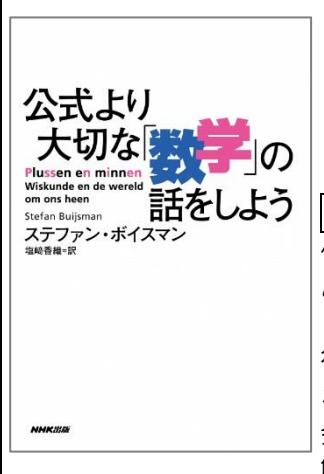 公式より
大切な「数学」の
Plussen en minnen
Wiskunde en de wereld
om ons heen
話をしよう
Stefan Buijsman
ステファン・ボイスマン
塩﨑香織=訳
NHK出版